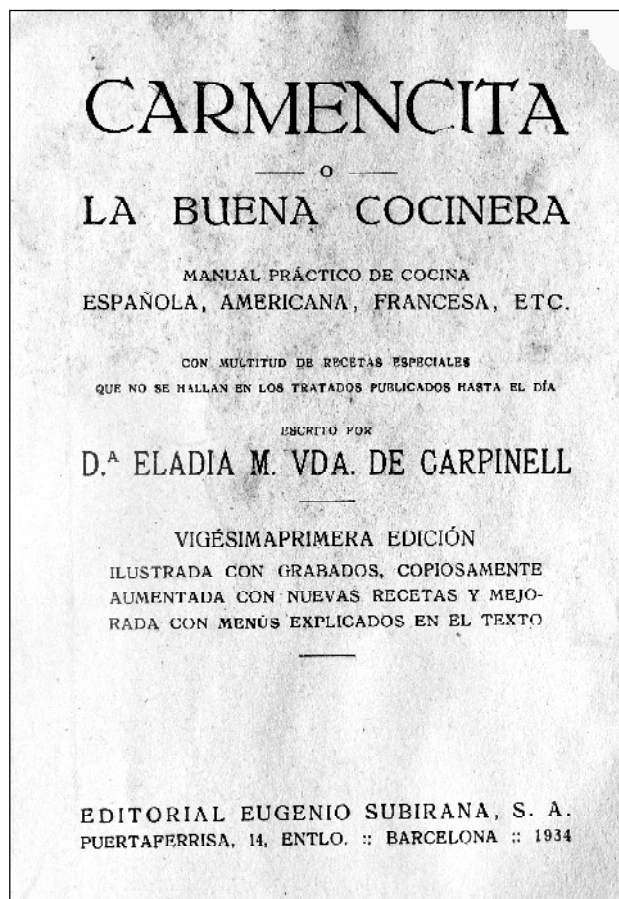 CARMENCITA
O
LA BUENA COCINERA
MANUAL PRÁCTICO DE COCINA
ESPAÑOLA, AMERICANA, FRANCESA, ETC.
CON MULTITUD DE RECETAS ESPECIALES
QUE NO SE HALLAN EN LOS TRATADOS PUBLICADOS HASTA EL DÍA
ESCRITO POR
D.ᴬ ELADIA M. VDA. DE CARPINELL
VIGÉSIMAPRIMERA EDICIÓN
ILUSTRADA CON GRABADOS, COPIOSAMENTE
AUMENTADA CON NUEVAS RECETAS Y MEJO-
RADA CON MENÚS EXPLICADOS EN EL TEXTO
EDITORIAL EUGENIO SUBIRANA, S. A.
PUERTAFERRISA, 14, ENTLO. :: BARCELONA :: 1934